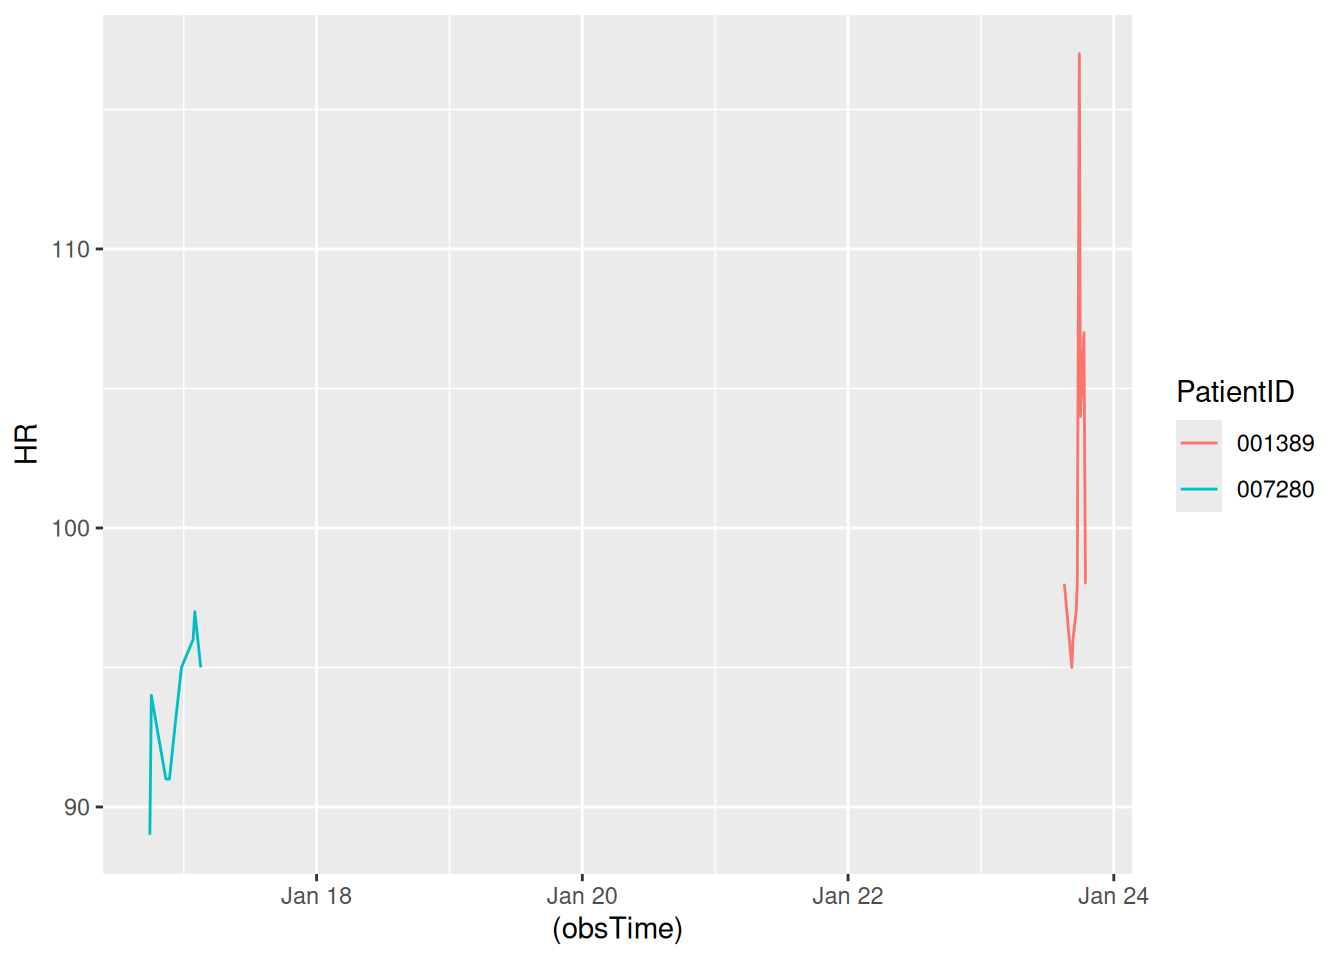 HR
110
100
90
Jan 18
Jan 20
Jan 22
Jan 24
(obsTime)
PatientID
001389
007280